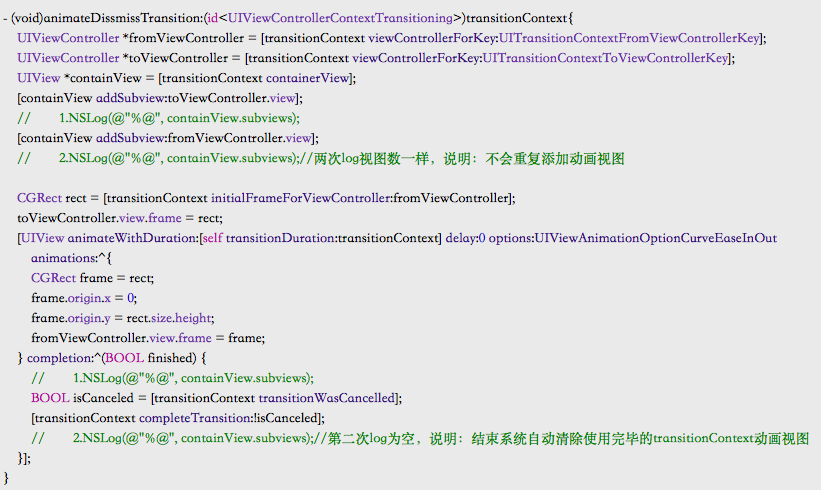 - (void)animateDissmissTransition:(id<UIViewControllerContextTransitioning>)transitionContext{
UIViewController *fromViewController = [transitionContext viewControllerForKey:UITransitionContextFromViewControllerKey];
UIViewController *toViewController = [transitionContext viewControllerForKey:UITransitionContextToViewControllerKey];
UIView *containView = [transitionContext containerView];
[containView addSubview:toViewController.view];
// 1.NSLog(@"%@", containView.subviews);
[containView addSubview:fromViewController.view];
// 2.NSLog(@"%@", containView.subviews);//两次log视图数一样，说明：不会重复添加动画视图
CGRect rect = [transitionContext initialFrameForViewController:fromViewController];
toViewController.view.frame = rect;
[UIView animateWithDuration:[self transitionDuration:transitionContext] delay:0 options:UIViewAnimationOptionCurveEaseInOut
animations:^{
CGRect frame = rect;
frame.origin.x = 0;
frame.origin.y = rect.size.height;
fromViewController.view.frame = frame;
} completion:^(BOOL finished) {
// 1.NSLog(@"%@", containView.subviews);
BOOL isCanceled = [transitionContext transitionWasCancelled];
[transitionContext completeTransition:!isCanceled];
// 2.NSLog(@"%@", containView.subviews);//第二次log为空，说明：结束系统自动清除使用完毕的transitionContext动画视图
}];
}